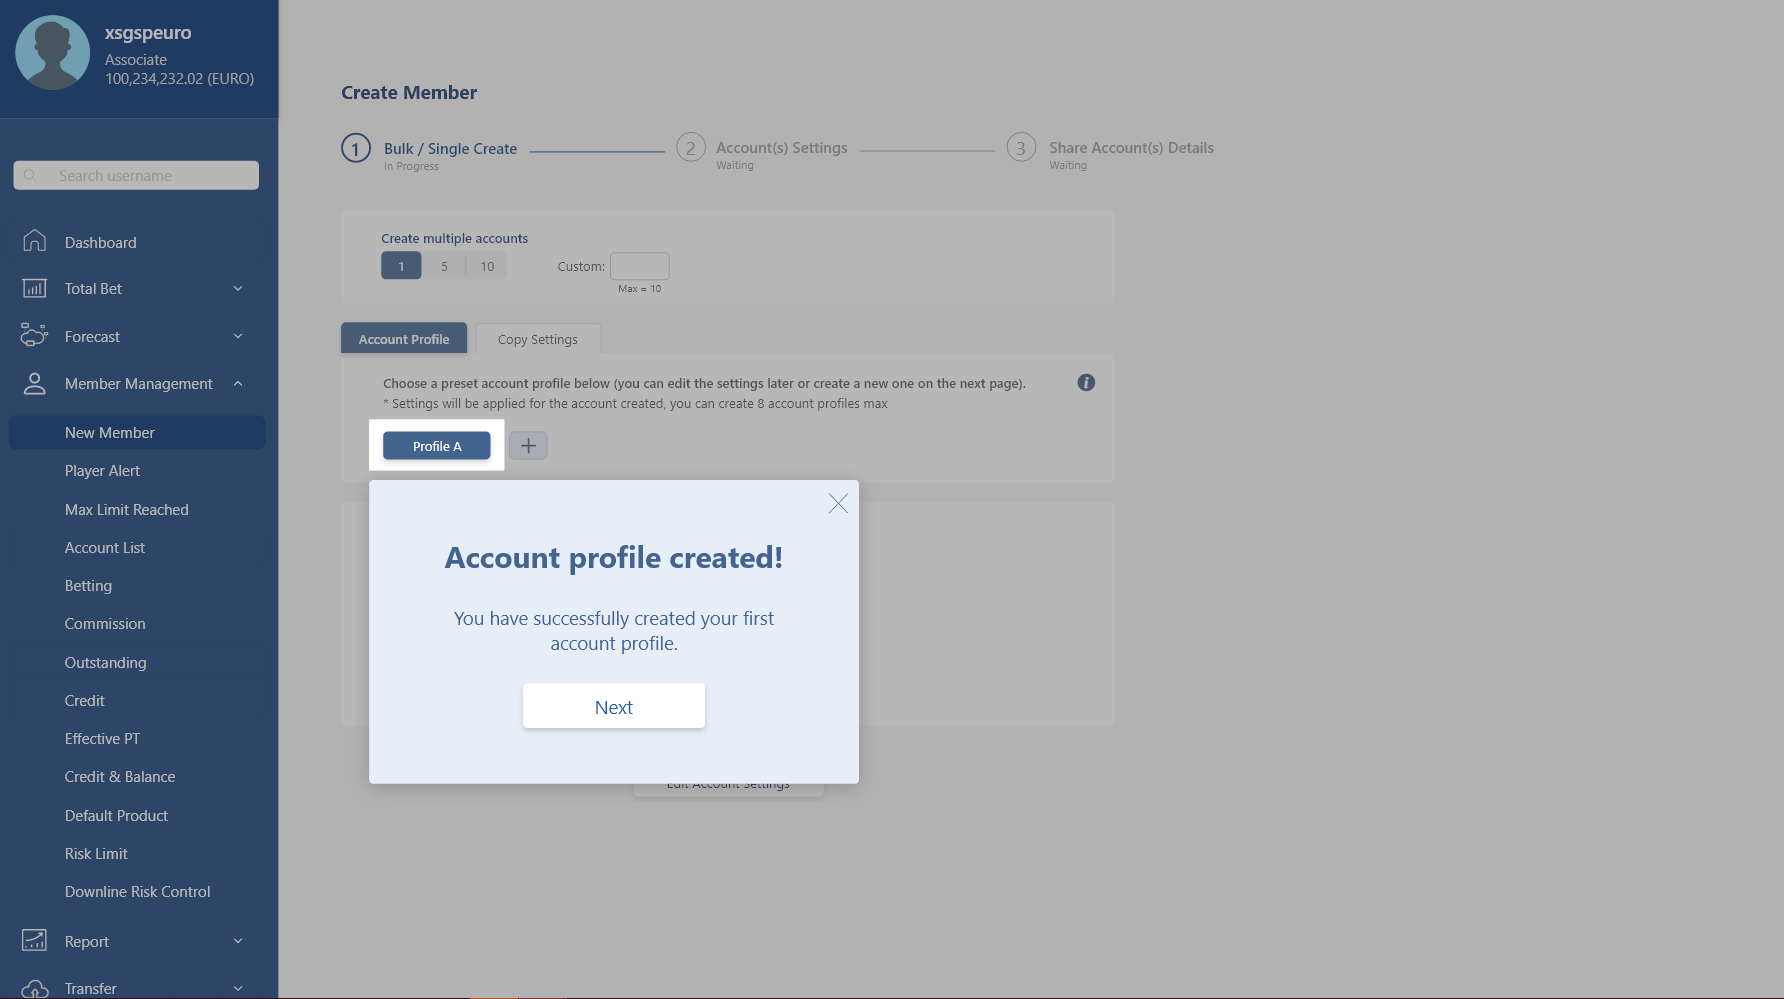 xsgspeuro
Associate
100,234,232.02 (EURO)
Search username
Dashboard
Total Bet
Forecast
Member Management
New Member
Player Alert
Max Limit Reached
Account List
Betting
Commission
Outstanding
Credit
Effective PT
Credit & Balance
Default Product
Risk Limit
Downline Risk Control
Report
Transfer
Create Member
1 Bulk / Single Create
In Progress
2 Account(s) Settings
Waiting
3 Share Account(s) Details
Waiting
Create multiple accounts
1 5 10 Custom:
Max = 10
Account Profile Copy Settings
Choose a preset account profile below (you can edit the settings later or create a new one on the next page).
* Settings will be applied for the account created, you can create 8 account profiles max
Profile A
Account profile created!
You have successfully created your first
account profile.
Next
Edit Account Settings